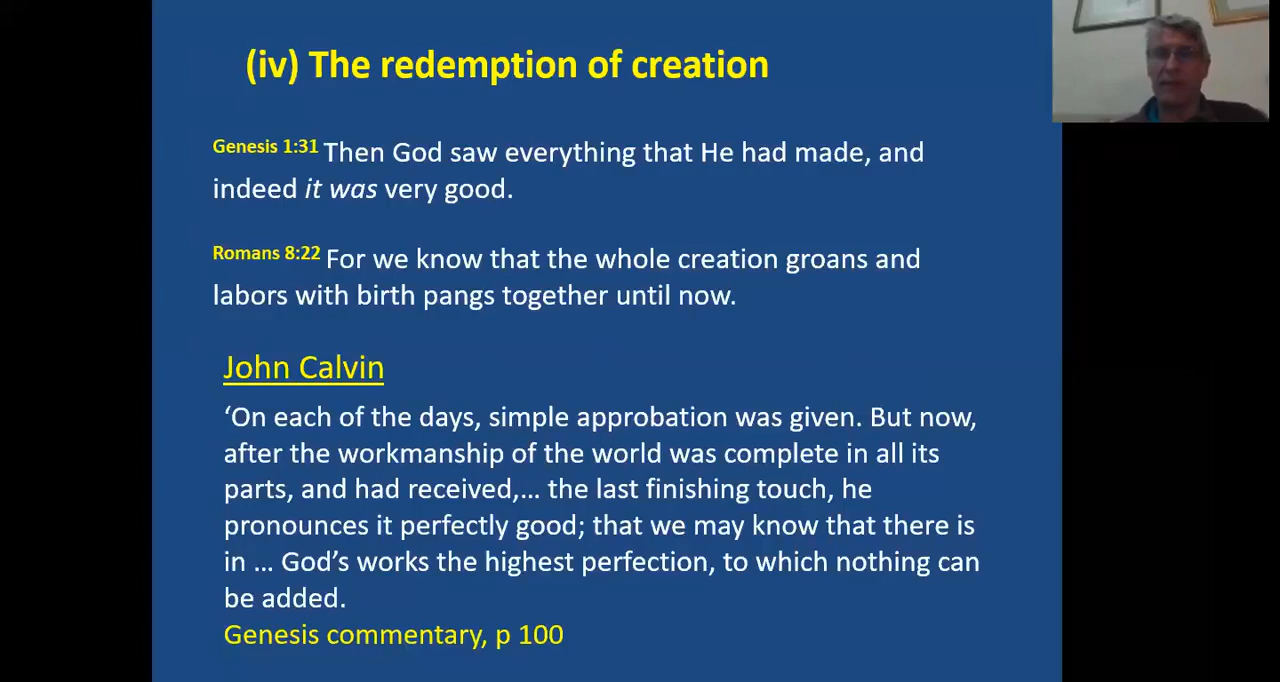 (iv) The redemption of creation
Genesis 1:31 Then God saw everything that He had made, and
indeed it was very good.
Romans 8:22 For we know that the whole creation groans and
labors with birth pangs together until now.
John Calvin
‘On each of the days, simple approbation was given. But now,
after the workmanship of the world was complete in all its
parts, and had received,... the last finishing touch, he
pronounces it perfectly good; that we may know that there is
in ... God’s works the highest perfection, to which nothing can
be added.
Genesis commentary, p 100